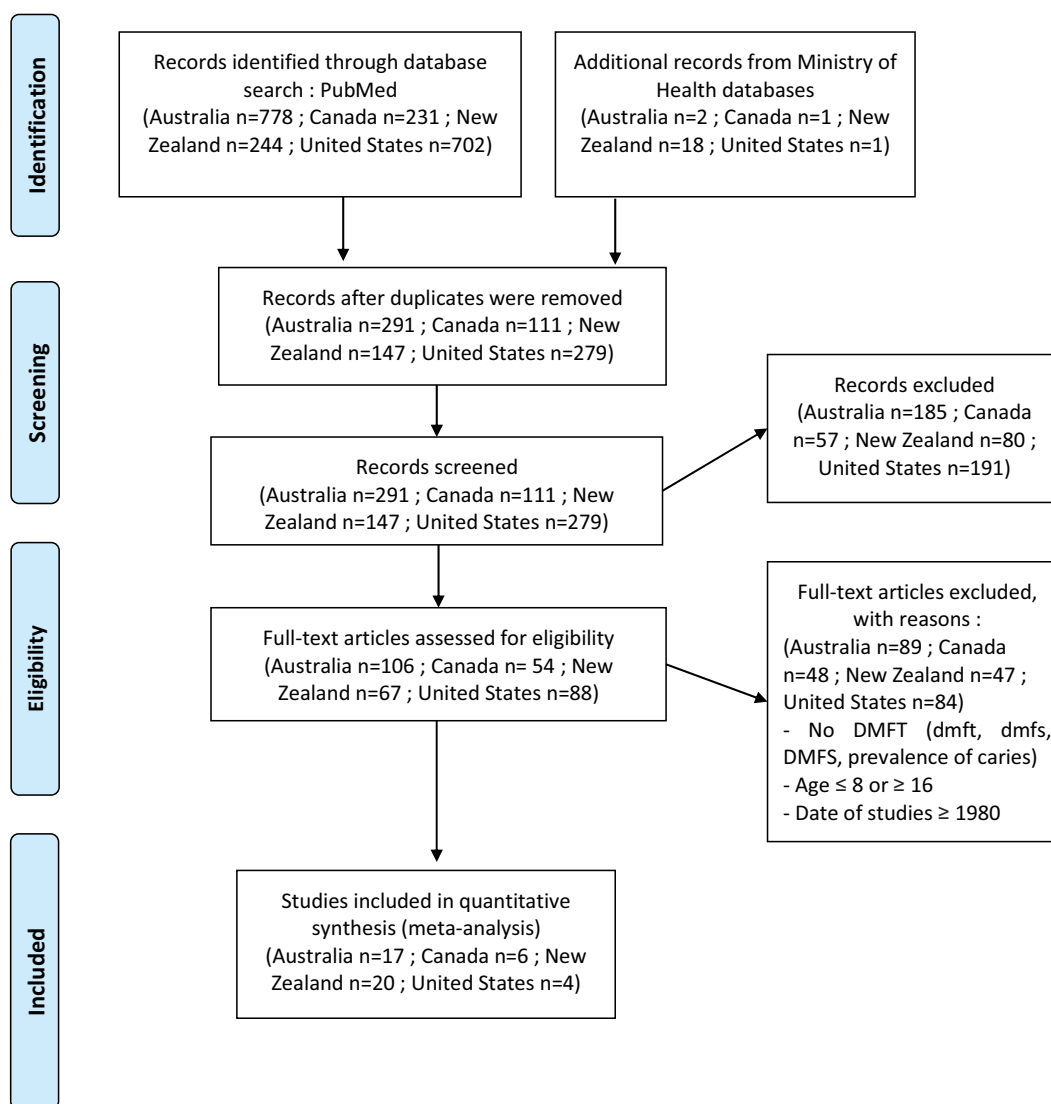 Identification
Records identified through database
search : PubMed
(Australia n=778 ; Canada n=231 ; New
Zealand n=244 ; United States n=702)
Additional records from Ministry of
Health databases
(Australia n=2 ; Canada n=1 ; New
Zealand n=18 ; United States n=1)
Screening
Records after duplicates were removed
(Australia n=291 ; Canada n=111 ; New
Zealand n=147 ; United States n=279)
Records screened
(Australia n=291 ; Canada n=111 ; New
Zealand n=147 ; United States n=279)
Records excluded
(Australia n=185 ; Canada
n=57 ; New Zealand n=80 ;
United States n=191)
Eligibility
Full-text articles assessed for eligibility
(Australia n=106 ; Canada n= 54 ; New
Zealand n=67 ; United States n=88)
Full-text articles excluded,
with reasons :
(Australia n=89 ; Canada
n=48 ; New Zealand n=47 ;
United States n=84)
- No DMFT (dmft, dmfs,
DMFS, prevalence of caries)
- Age ≤ 8 or ≥ 16
- Date of studies ≥ 1980
Included
Studies included in quantitative
synthesis (meta-analysis)
(Australia n=17 ; Canada n=6 ; New
Zealand n=20 ; United States n=4)